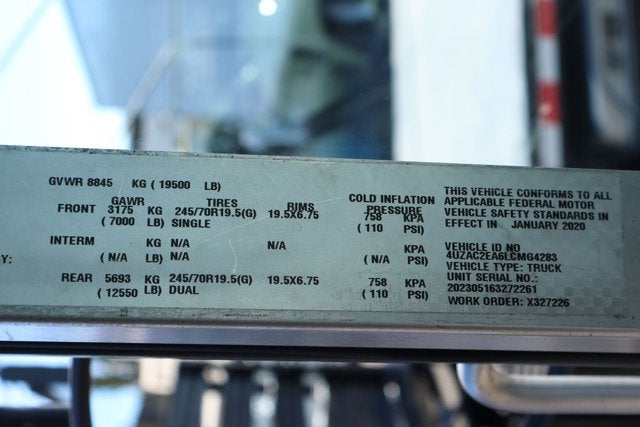 GVWR 8845 KG ( 19500 LB)
GAWR TIRES RIMS COLD INFLATION PRESSURE
FRONT 3175 KG 245/70R19.5(G) 19.5X6.75 758 KPA
( 7000 LB) SINGLE ( 110 PSI)
INTERM KG N/A N/A KPA
( N/A LB) N/A (N/A PSI)
REAR 5693 KG 245/70R19.5(G) 19.5X6.75 758 KPA
( 12550 LB) DUAL (110 PSI)
Y:
THIS VEHICLE CONFORMS TO ALL
APPLICABLE FEDERAL MOTOR
VEHICLE SAFETY STANDARDS IN
EFFECT IN JANUARY 2020
VEHICLE ID NO
4UZAC2EA6LCMG4283
VEHICLE TYPE: TRUCK
UNIT SERIAL NO.:
202305163272261
WORK ORDER: X327226